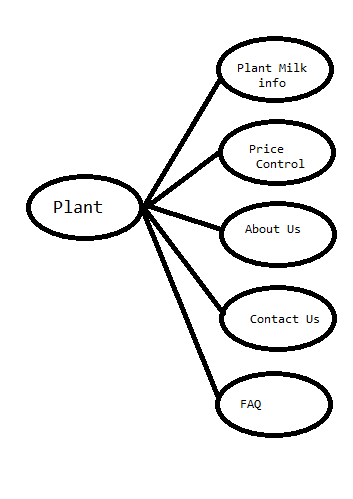 Plant Milk
info
Price
Control
Plant
About Us
Contact Us
FAQ